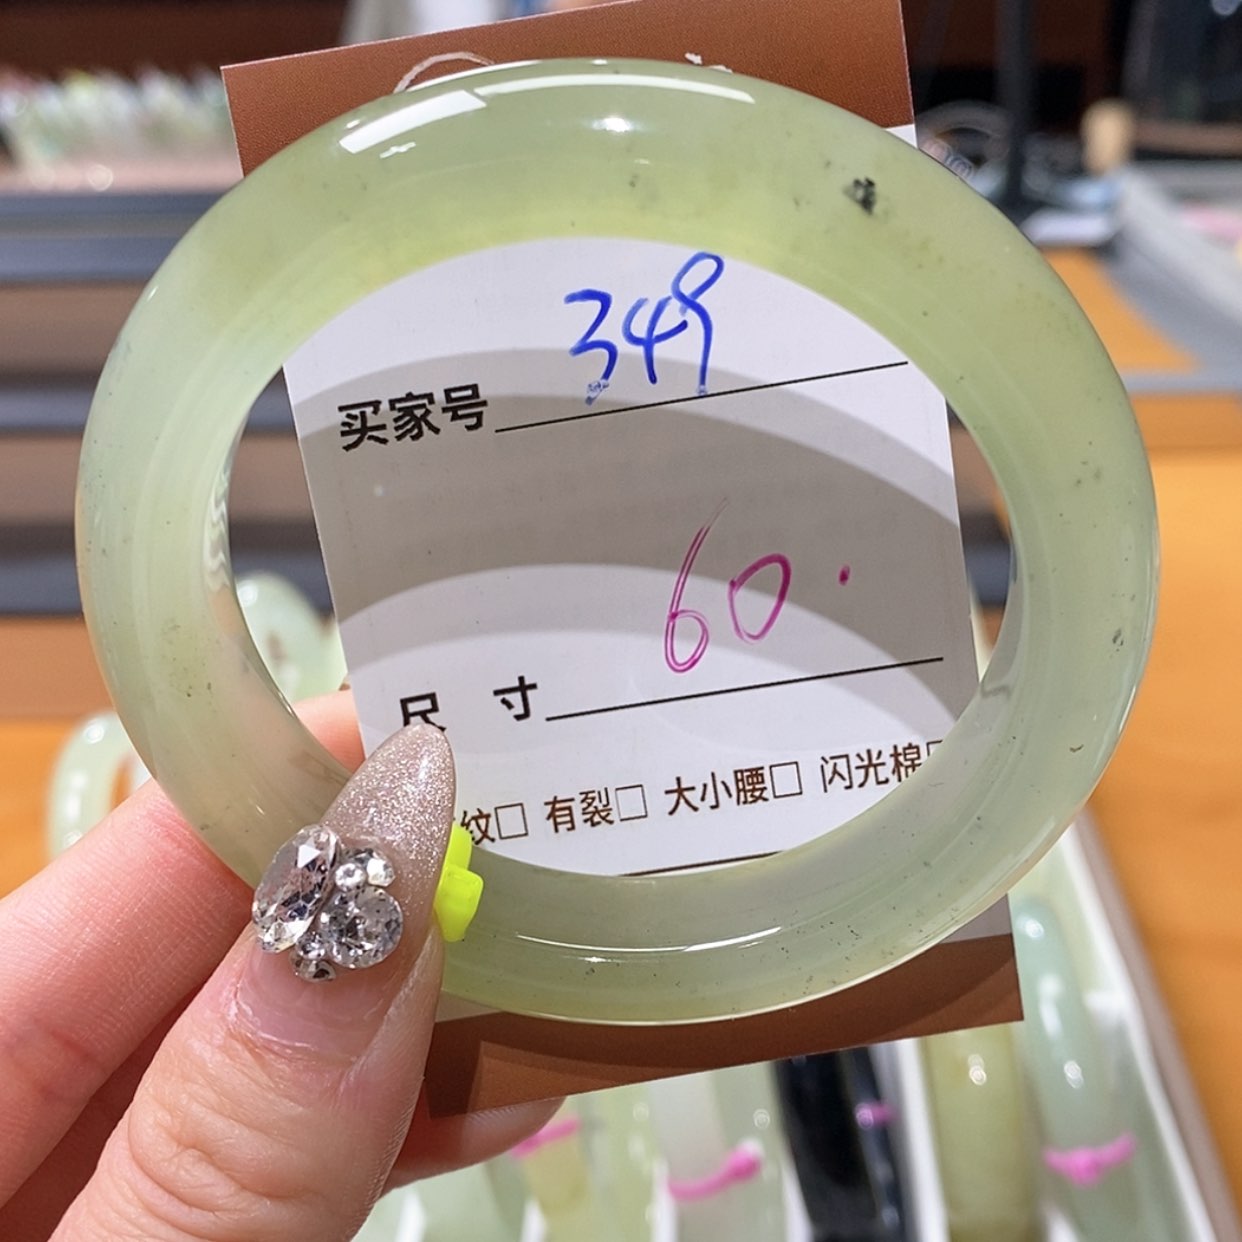 买家号 349
尺 寸 60.
纹□ 有裂□ 大小腰□ 闪光棉□